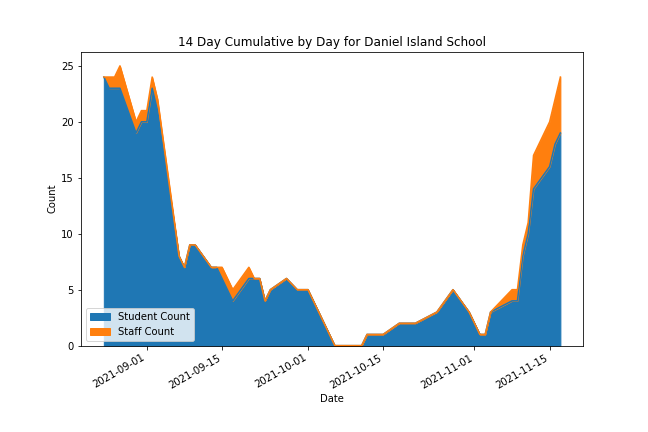 14 Day Cumulative by Day for Daniel Island School
25
20
15
10
5
0
Count
Student Count
Staff Count
2021-09-01
2021-09-15
2021-10-01
2021-10-15
2021-11-01
2021-11-15
Date